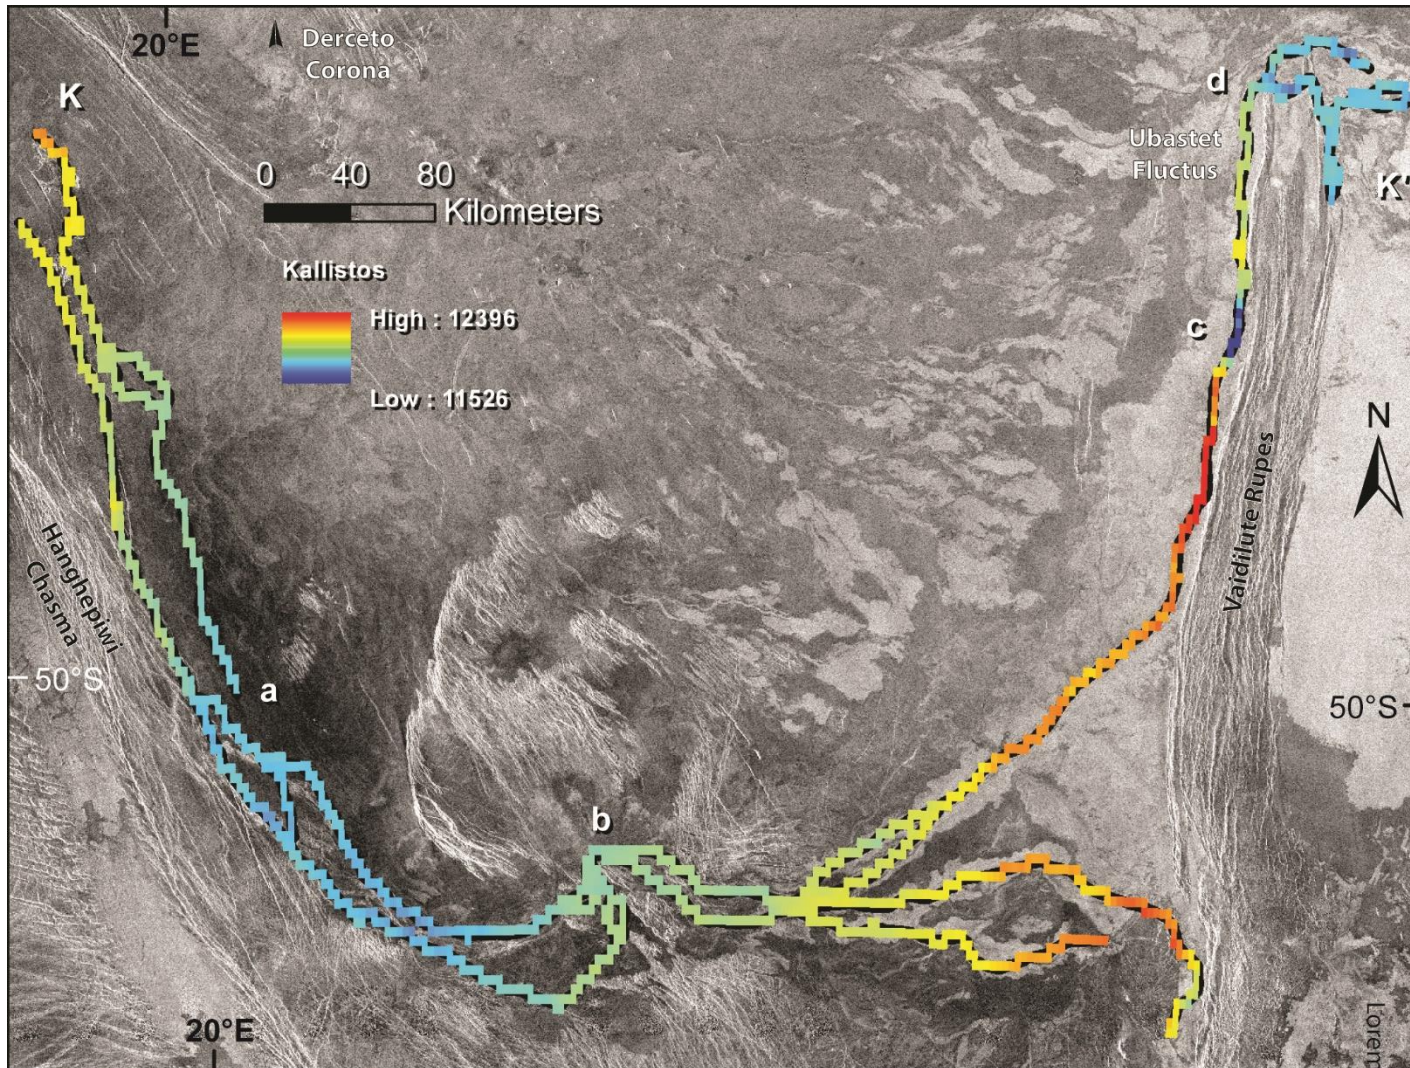 20°E
Derceto
Corona
K
d
0 40 80
Kilometers
Ubastet
Fluctus
K'
Kallistos
High : 12396
Low : 11526
c
N
Hanghepiwi
Chasma
Vaidilute Rupes
50°S
a
50°S
b
20°E
Lorem